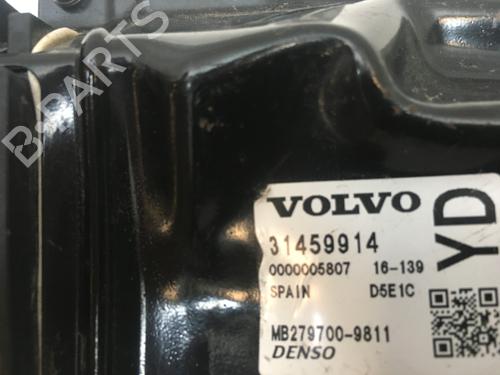 B-PARTS
VOLVO
31459914
0000005807 16-139
SPAIN D5E1C
MB279700-9811
DENSO
YD